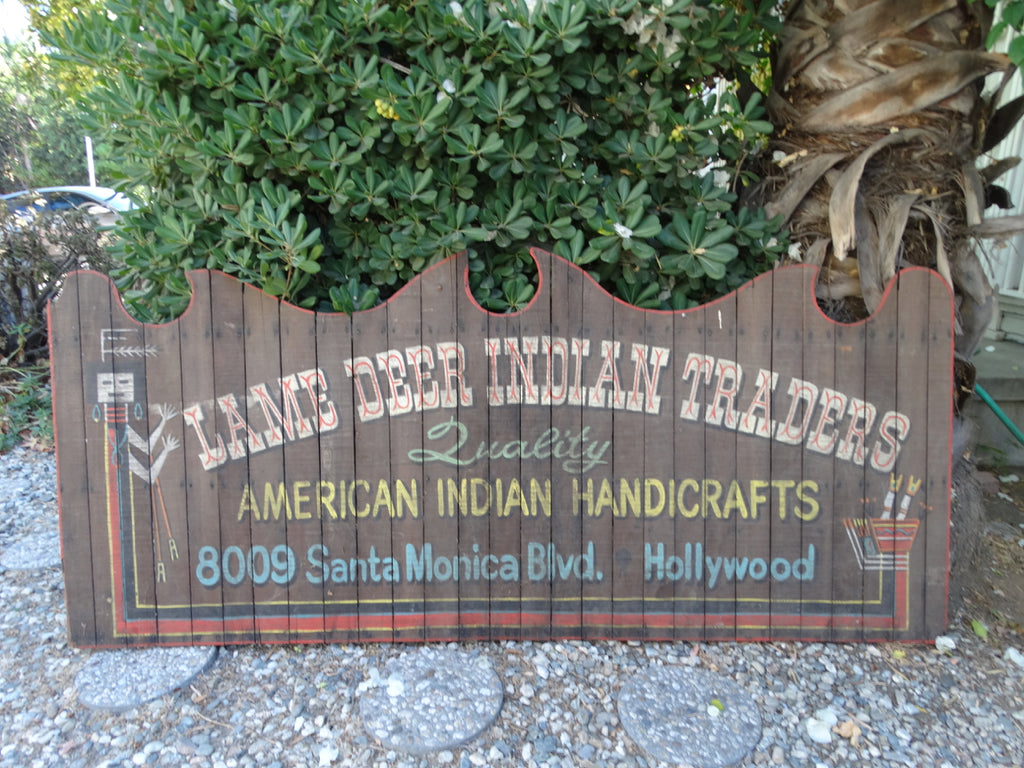 LAME DEER INDIAN TRADERS
Quality
AMERICAN INDIAN HANDICRAFTS
8009 Santa Monica Blvd. Hollywood